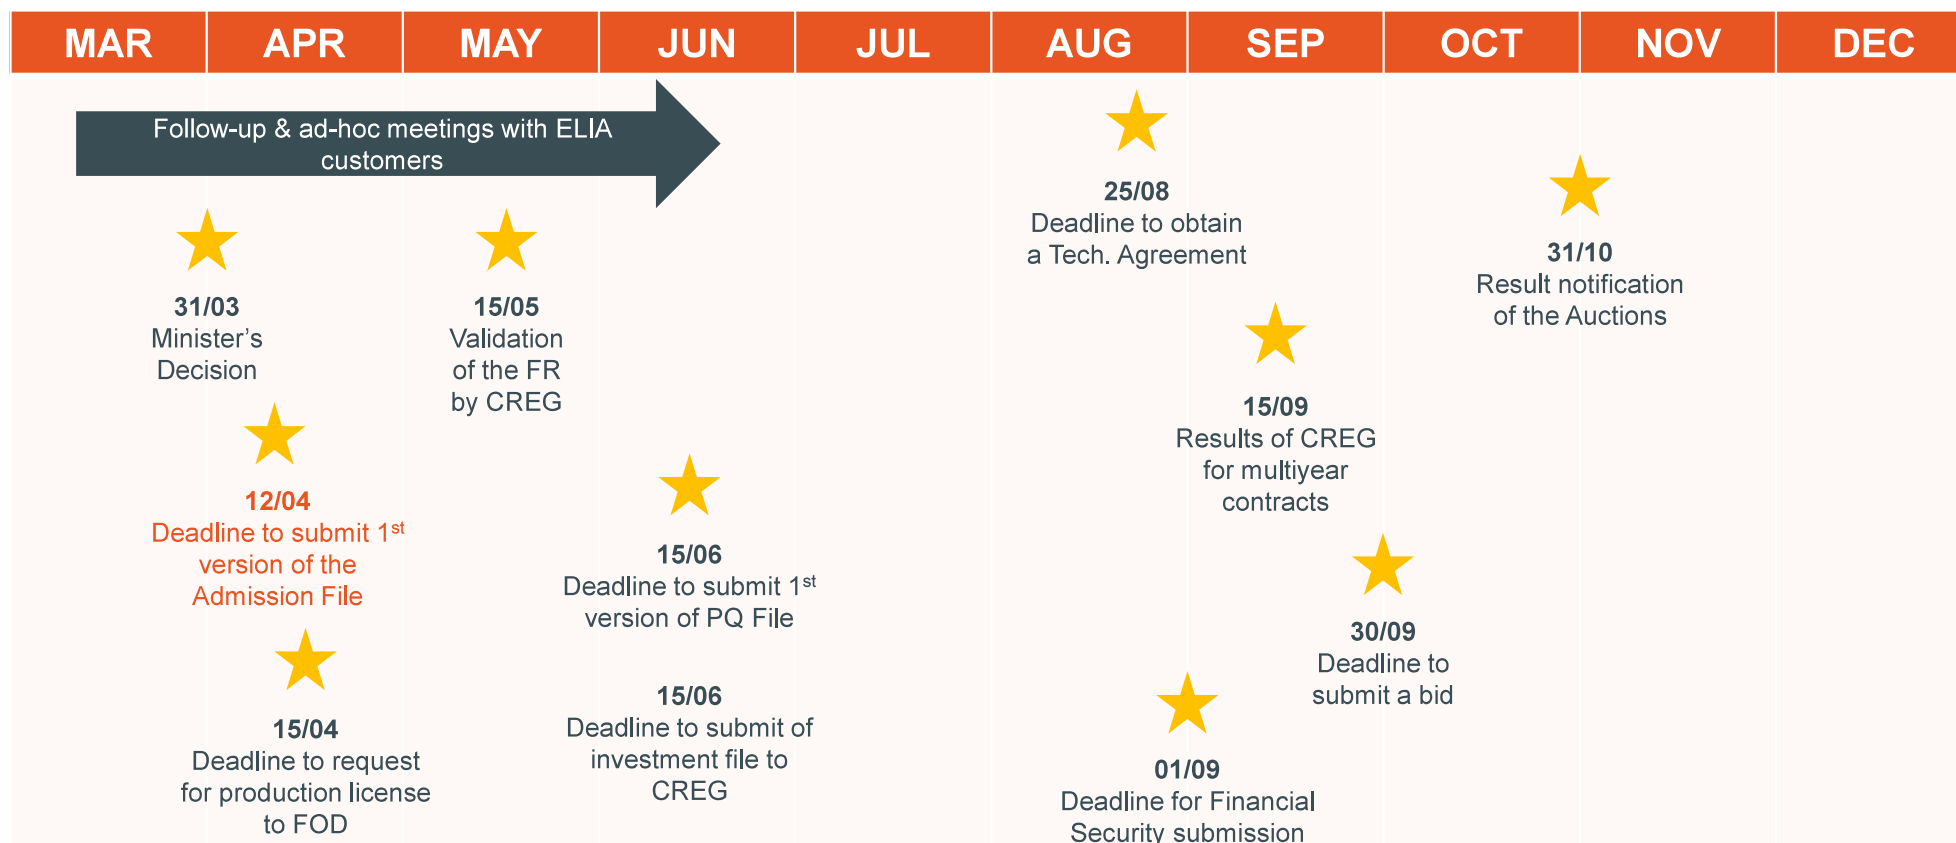 MAR APR MAY JUN JUL AUG SEP OCT NOV DEC
Follow-up & ad-hoc meetings with ELIA
customers
31/03
Minister’s
Decision
12/04
Deadline to submit 1st
version of the
Admission File
15/04
Deadline to request
for production license
to FOD
15/05
Validation
of the FR
by CREG
15/06
Deadline to submit 1st
version of PQ File
15/06
Deadline to submit of
investment file to
CREG
25/08
Deadline to obtain
a Tech. Agreement
01/09
Deadline for Financial
Security submission
15/09
Results of CREG
for multiyear
contracts
30/09
Deadline to
submit a bid
31/10
Result notification
of the Auctions